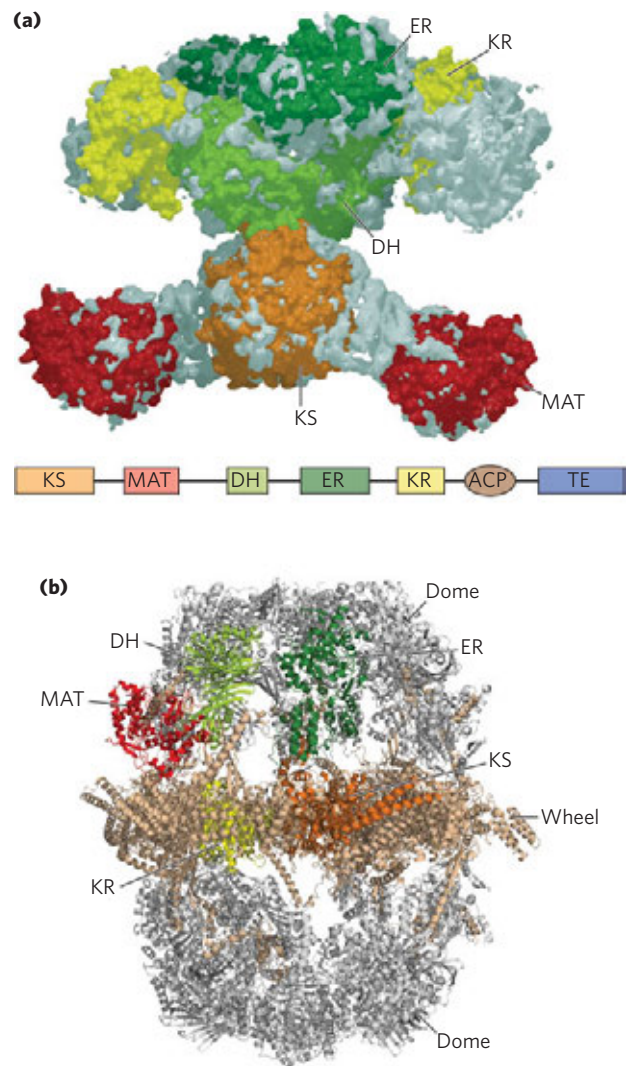 (a)
ER
KR
DH
KS
MAT
KS MAT DH ER KR ACP TE
(b)
Dome
DH
ER
MAT
KS
Wheel
KR
Dome